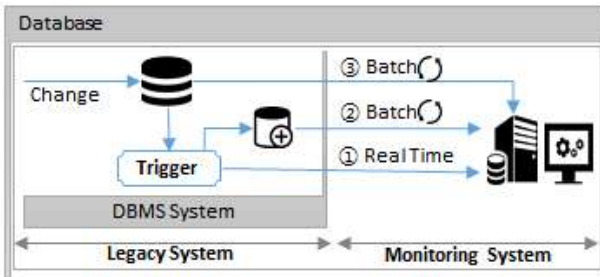 Database
③ Batch
Change
② Batch
① Real Time
Trigger
DBMS System
Legacy System
Monitoring System